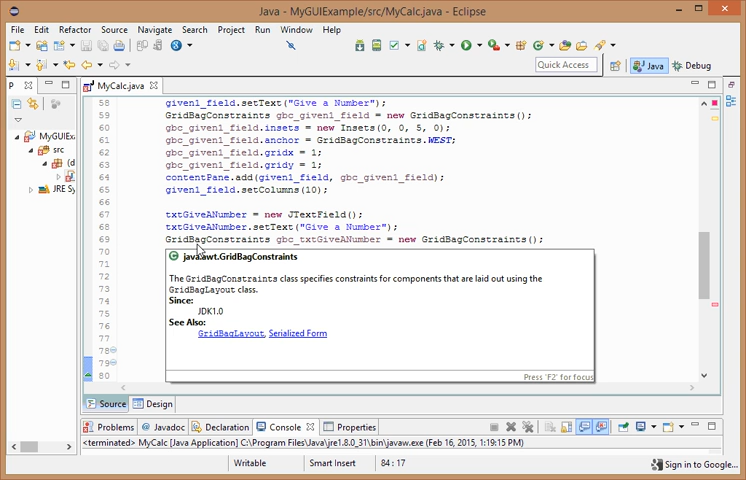 Java - MyGUIExample/src/MyCalc.java - Eclipse
File Edit Refactor Source Navigate Search Project Run Window Help
Quick Access Java Debug
P MyCalc.java
MyGUIExa
src
(d
JRE Sy
58 given1_field.setText("Give a Number");
59 GridBagConstraints gbc_given1_field = new GridBagConstraints();
60 gbc_given1_field.insets = new Insets(0, 0, 5, 0);
61 gbc_given1_field.anchor = GridBagConstraints.WEST;
62 gbc_given1_field.gridx = 1;
63 gbc_given1_field.gridy = 1;
64 contentPane.add(given1_field, gbc_given1_field);
65 given1_field.setColumns(10);
66
67 txtGiveANumber = new JTextField();
68 txtGiveANumber.setText("Give a Number");
69 GridBagConstraints gbc_txtGiveANumber = new GridBagConstraints();
70
71
72
73
74
75
76
77
78
79
80
java.awt.GridBagConstraints
The GridBagConstraints class specifies constraints for components that are laid out using the
GridBagLayout class.
Since:
JDK1.0
See Also:
GridBagLayout, Serialized Form
Press 'F2' for focus
Source Design
Problems @ Javadoc Declaration Console Properties
<terminated> MyCalc [Java Application] C:\Program Files\Java\jre1.8.0_31\bin\javaw.exe (Feb 16, 2015, 1:19:15 PM)
Writable Smart Insert 84 : 17 Sign in to Google...